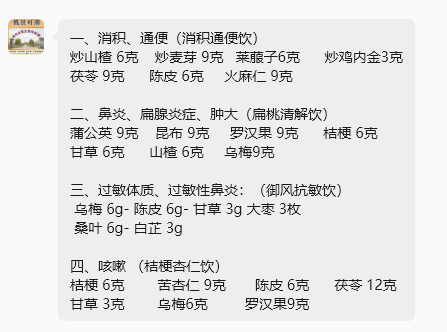 一、消积、通便（消积通便饮）
炒山楂 6克 炒麦芽 9克 莱菔子6克 炒鸡内金3克
茯苓 9克 陈皮 6克 火麻仁 9克
二、鼻炎、扁腺炎症、肿大（扁桃清解饮）
蒲公英 9克 昆布 9克 罗汉果 9克 桔梗 6克
甘草 6克 山楂 6克 乌梅9克
三、过敏体质、过敏性鼻炎：（御风抗敏饮）
乌梅 6g- 陈皮 6g- 甘草 3g 大枣 3枚
桑叶 6g- 白芷 3g
四、咳嗽 （桔梗杏仁饮）
桔梗 6克 苦杏仁 9克 陈皮 6克 茯苓 12克
甘草 3克 乌梅6克 罗汉果9克